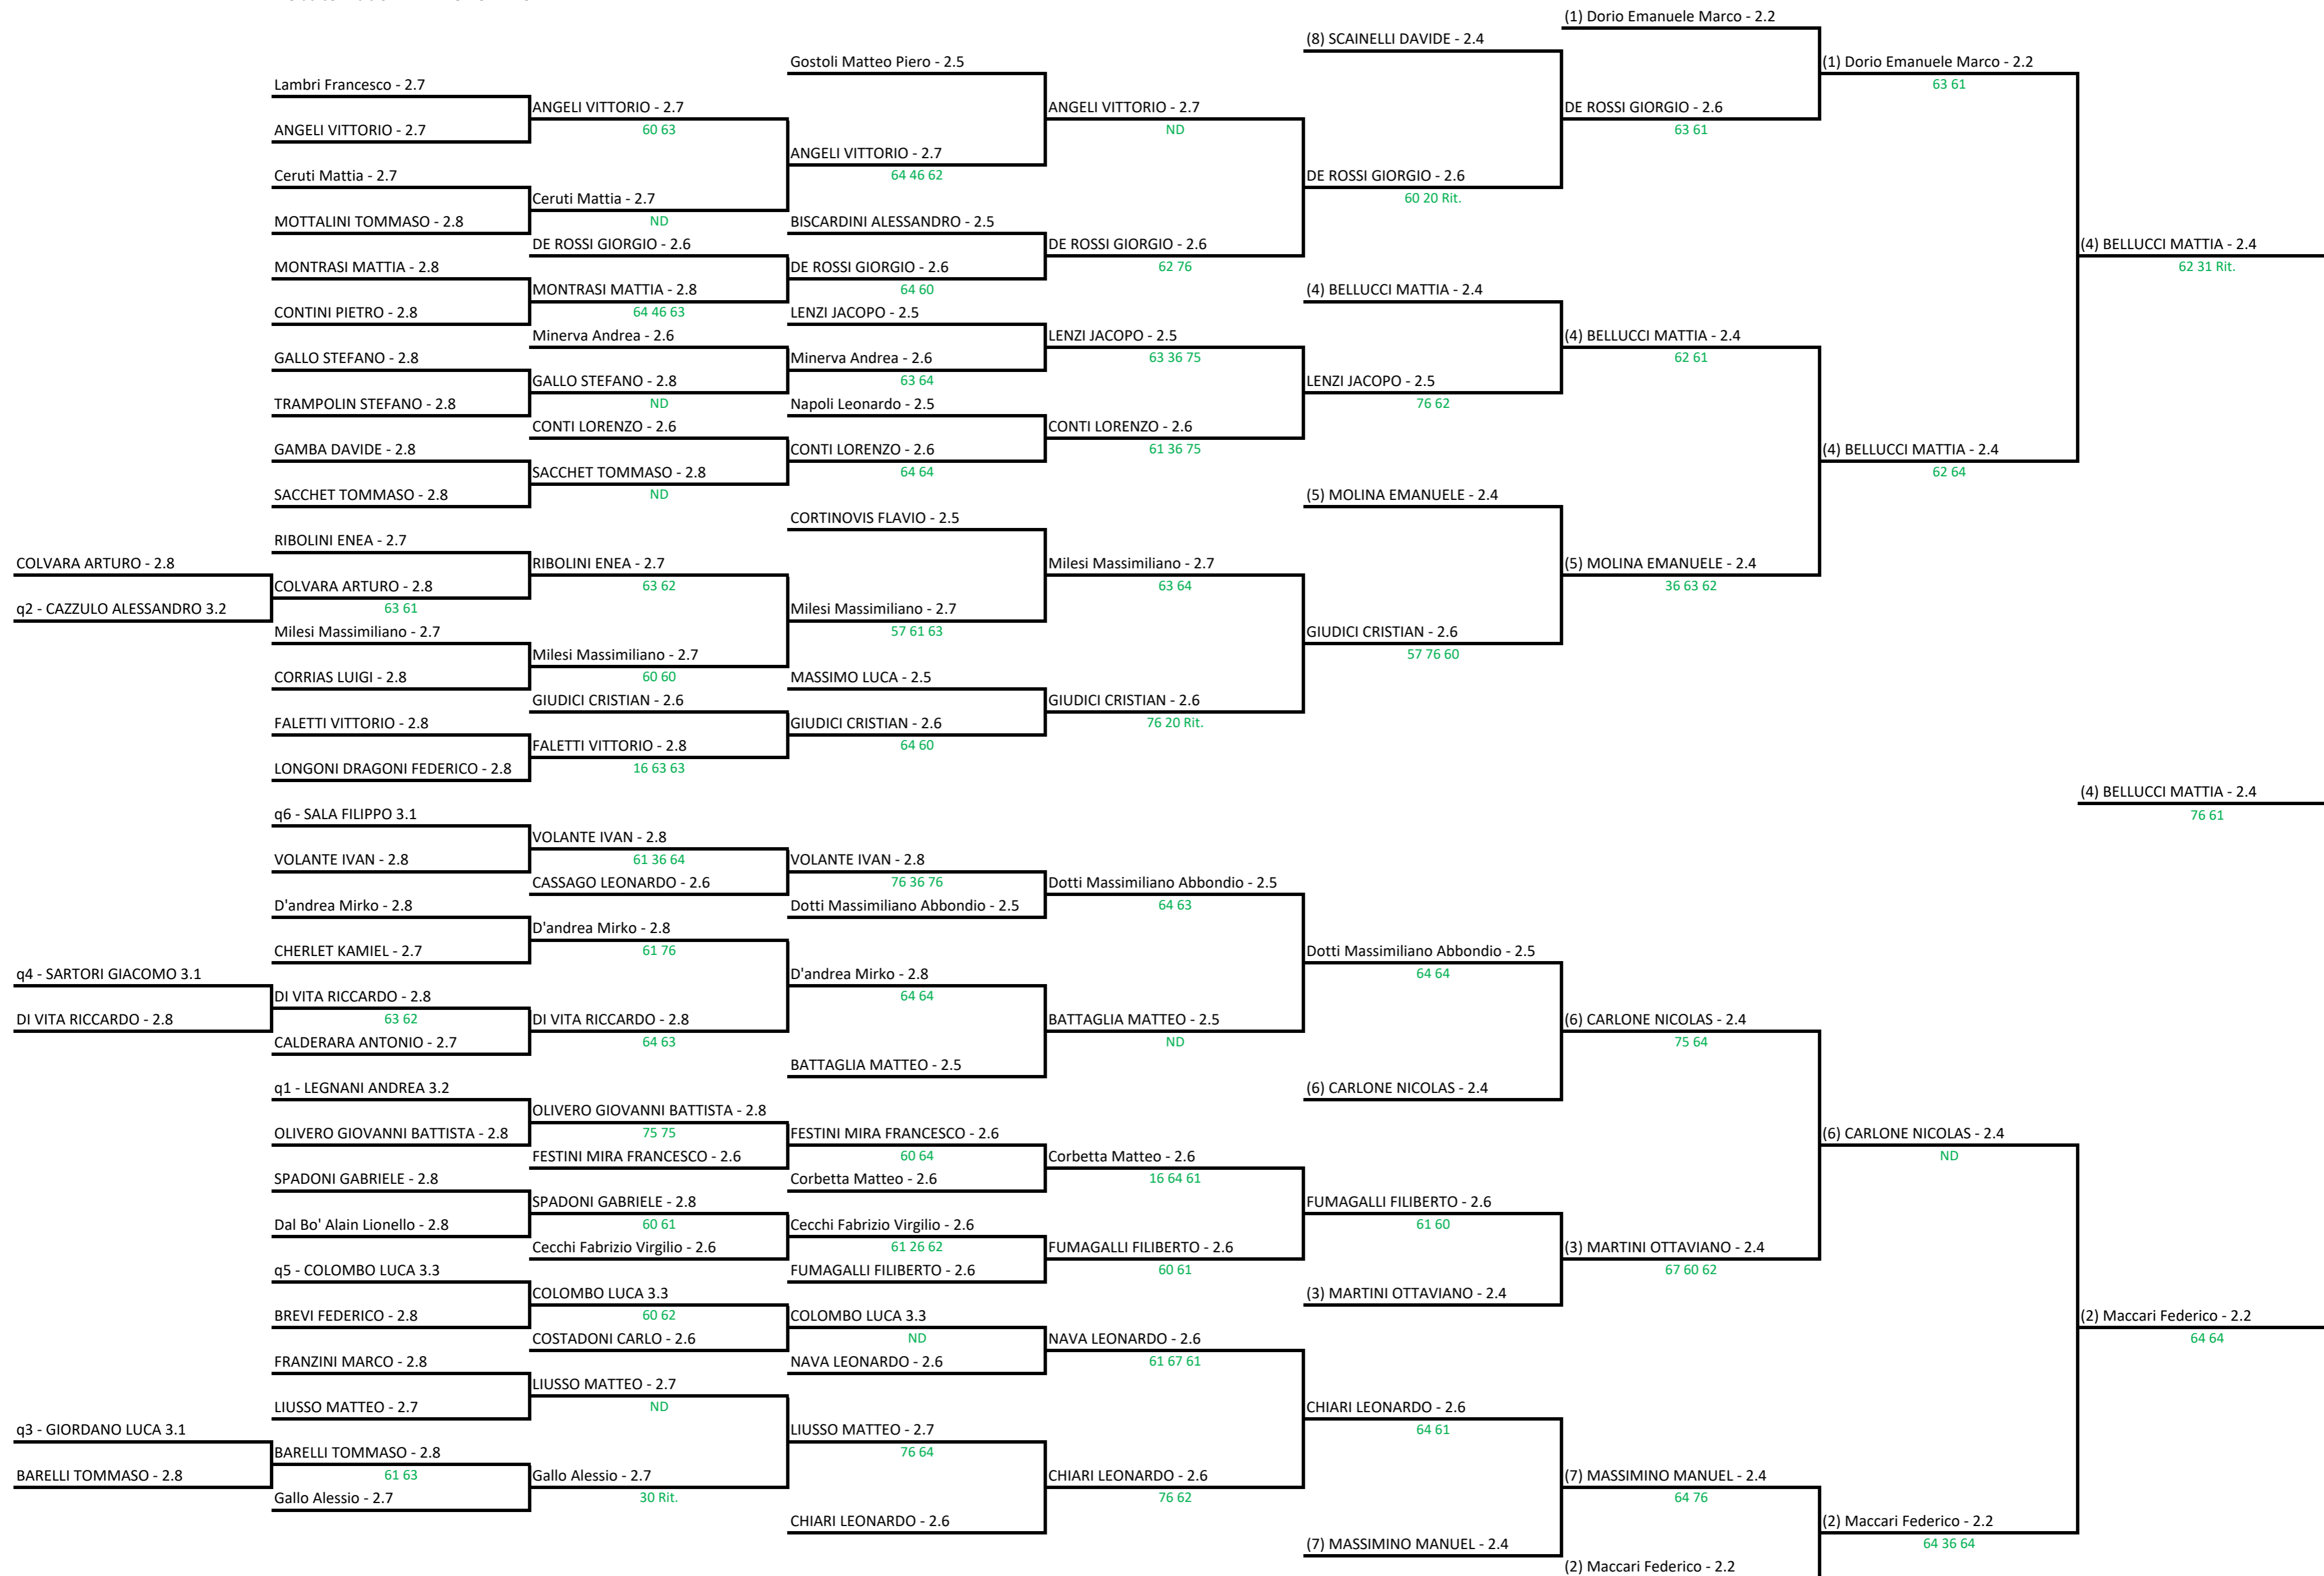 (1) Dorio Emanuele Marco - 2.2
(8) SCAINELLI DAVIDE - 2.4
Gostoli Matteo Piero - 2.5
(1) Dorio Emanuele Marco - 2.2
63 61
Lambri Francesco - 2.7
ANGELI VITTORIO - 2.7
60 63
ANGELI VITTORIO - 2.7
ND
DE ROSSI GIORGIO - 2.6
63 61
ANGELI VITTORIO - 2.7
ANGELI VITTORIO - 2.7
64 46 62
Ceruti Mattia - 2.7
DE ROSSI GIORGIO - 2.6
60 20 Rit.
Ceruti Mattia - 2.7
ND
MOTTALINI TOMMASO - 2.8
BISCARDINI ALESSANDRO - 2.5
DE ROSSI GIORGIO - 2.6
DE ROSSI GIORGIO - 2.6
62 76
(4) BELLUCCI MATTIA - 2.4
62 31 Rit.
MONTRASI MATTIA - 2.8
DE ROSSI GIORGIO - 2.6
64 60
MONTRASI MATTIA - 2.8
64 46 63
(4) BELLUCCI MATTIA - 2.4
CONTINI PIETRO - 2.8
LENZI JACOPO - 2.5
Minerva Andrea - 2.6
LENZI JACOPO - 2.5
63 36 75
(4) BELLUCCI MATTIA - 2.4
62 61
GALLO STEFANO - 2.8
Minerva Andrea - 2.6
63 64
GALLO STEFANO - 2.8
ND
LENZI JACOPO - 2.5
76 62
TRAMPOLIN STEFANO - 2.8
Napoli Leonardo - 2.5
CONTI LORENZO - 2.6
CONTI LORENZO - 2.6
61 36 75
GAMBA DAVIDE - 2.8
CONTI LORENZO - 2.6
64 64
(4) BELLUCCI MATTIA - 2.4
62 64
SACCHET TOMMASO - 2.8
ND
SACCHET TOMMASO - 2.8
(5) MOLINA EMANUELE - 2.4
CORTINOVIS FLAVIO - 2.5
RIBOLINI ENEA - 2.7
COLVARA ARTURO - 2.8
RIBOLINI ENEA - 2.7
63 62
Milesi Massimiliano - 2.7
63 64
(5) MOLINA EMANUELE - 2.4
36 63 62
COLVARA ARTURO - 2.8
63 61
q2 - CAZZULO ALESSANDRO 3.2
Milesi Massimiliano - 2.7
57 61 63
Milesi Massimiliano - 2.7
GIUDICI CRISTIAN - 2.6
57 76 60
Milesi Massimiliano - 2.7
60 60
CORRIAS LUIGI - 2.8
MASSIMO LUCA - 2.5
GIUDICI CRISTIAN - 2.6
GIUDICI CRISTIAN - 2.6
76 20 Rit.
FALETTI VITTORIO - 2.8
GIUDICI CRISTIAN - 2.6
64 60
FALETTI VITTORIO - 2.8
16 63 63
LONGONI DRAGONI FEDERICO - 2.8
(4) BELLUCCI MATTIA - 2.4
76 61
q6 - SALA FILIPPO 3.1
VOLANTE IVAN - 2.8
61 36 64
VOLANTE IVAN - 2.8
VOLANTE IVAN - 2.8
76 36 76
CASSAGO LEONARDO - 2.6
Dotti Massimiliano Abbondio - 2.5
64 63
D'andrea Mirko - 2.8
Dotti Massimiliano Abbondio - 2.5
D'andrea Mirko - 2.8
61 76
CHERLET KAMIEL - 2.7
Dotti Massimiliano Abbondio - 2.5
64 64
q4 - SARTORI GIACOMO 3.1
D'andrea Mirko - 2.8
64 64
DI VITA RICCARDO - 2.8
63 62
DI VITA RICCARDO - 2.8
DI VITA RICCARDO - 2.8
64 63
BATTAGLIA MATTEO - 2.5
ND
(6) CARLONE NICOLAS - 2.4
75 64
CALDERARA ANTONIO - 2.7
BATTAGLIA MATTEO - 2.5
q1 - LEGNANI ANDREA 3.2
(6) CARLONE NICOLAS - 2.4
OLIVERO GIOVANNI BATTISTA - 2.8
75 75
OLIVERO GIOVANNI BATTISTA - 2.8
FESTINI MIRA FRANCESCO - 2.6
60 64
(6) CARLONE NICOLAS - 2.4
ND
FESTINI MIRA FRANCESCO - 2.6
Corbetta Matteo - 2.6
16 64 61
SPADONI GABRIELE - 2.8
Corbetta Matteo - 2.6
SPADONI GABRIELE - 2.8
60 61
FUMAGALLI FILIBERTO - 2.6
61 60
Dal Bo' Alain Lionello - 2.8
Cecchi Fabrizio Virgilio - 2.6
61 26 62
Cecchi Fabrizio Virgilio - 2.6
FUMAGALLI FILIBERTO - 2.6
60 61
(3) MARTINI OTTAVIANO - 2.4
67 60 62
q5 - COLOMBO LUCA 3.3
FUMAGALLI FILIBERTO - 2.6
COLOMBO LUCA 3.3
60 62
(3) MARTINI OTTAVIANO - 2.4
BREVI FEDERICO - 2.8
COLOMBO LUCA 3.3
ND
(2) Maccari Federico - 2.2
64 64
COSTADONI CARLO - 2.6
NAVA LEONARDO - 2.6
61 67 61
FRANZINI MARCO - 2.8
NAVA LEONARDO - 2.6
LIUSSO MATTEO - 2.7
ND
LIUSSO MATTEO - 2.7
CHIARI LEONARDO - 2.6
64 61
q3 - GIORDANO LUCA 3.1
LIUSSO MATTEO - 2.7
76 64
BARELLI TOMMASO - 2.8
61 63
BARELLI TOMMASO - 2.8
Gallo Alessio - 2.7
30 Rit.
CHIARI LEONARDO - 2.6
76 62
(7) MASSIMINO MANUEL - 2.4
64 76
Gallo Alessio - 2.7
CHIARI LEONARDO - 2.6
(2) Maccari Federico - 2.2
64 36 64
(7) MASSIMINO MANUEL - 2.4
(2) Maccari Federico - 2.2